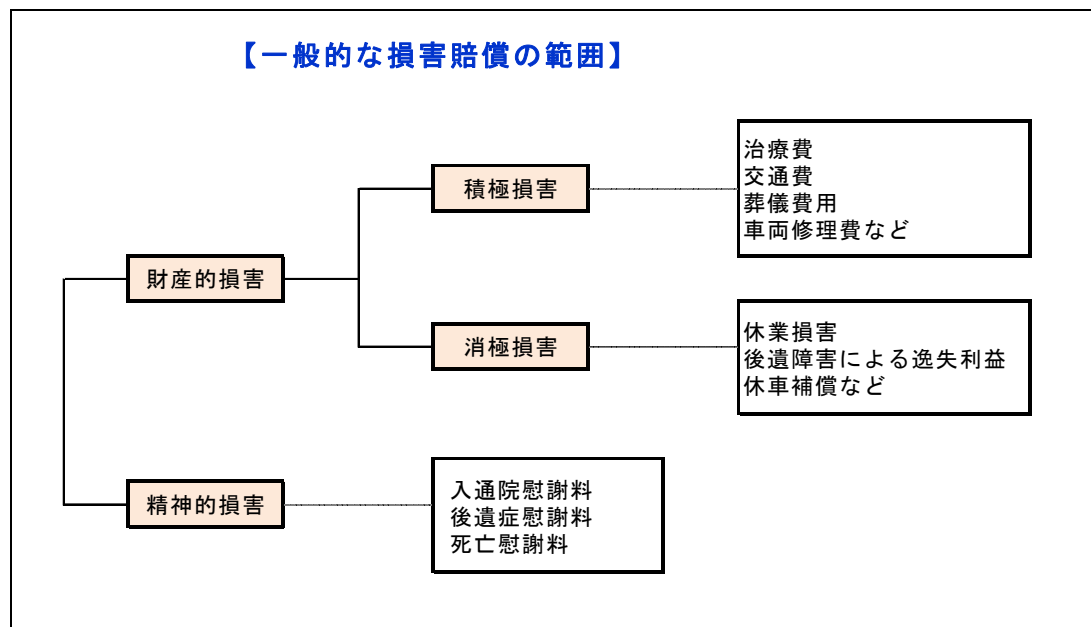 【一般的な損害賠償の範囲】
治療費
交通費
葬儀費用
車両修理費など
積極損害
財産的損害
消極損害
休業損害
後遺障害による逸失利益
休車補償など
精神的損害
入通院慰謝料
後遺症慰謝料
死亡慰謝料